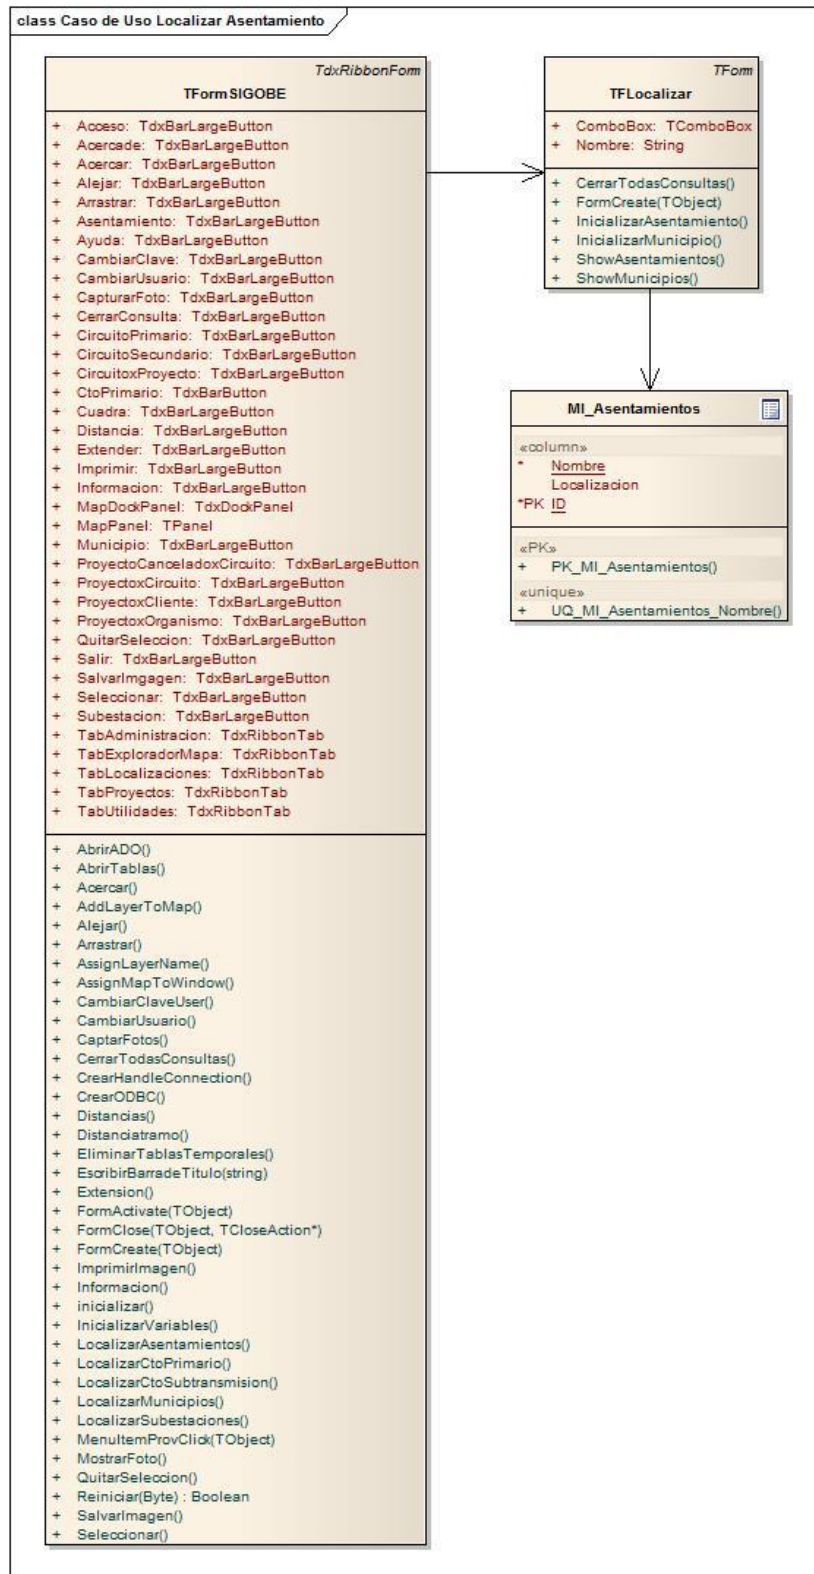 class Caso de Uso Localizar Asentamiento
TdxRibbonForm
TFormSIGOBE
+ Acceso: TdxBarLargeButton
+ Acercade: TdxBarLargeButton
+ Acercar: TdxBarLargeButton
+ Alejar: TdxBarLargeButton
+ Arrastrar: TdxBarLargeButton
+ Asentamiento: TdxBarLargeButton
+ Ayuda: TdxBarLargeButton
+ CambiarClave: TdxBarLargeButton
+ CambiarUsuario: TdxBarLargeButton
+ CapturarFoto: TdxBarLargeButton
+ CerrarConsulta: TdxBarLargeButton
+ CircuitoPrimario: TdxBarLargeButton
+ CircuitoSecundario: TdxBarLargeButton
+ CircuitoxProyecto: TdxBarLargeButton
+ CtoPrimario: TdxBarButton
+ Cuadra: TdxBarLargeButton
+ Distancia: TdxBarLargeButton
+ Extender: TdxBarLargeButton
+ Imprimir: TdxBarLargeButton
+ Informacion: TdxBarLargeButton
+ MapDockPanel: TdxDockPanel
+ MapPanel: TPanel
+ Municipio: TdxBarLargeButton
+ ProyectoCanceladoxCircuito: TdxBarLargeButton
+ ProyectoxCircuito: TdxBarLargeButton
+ ProyectoxCliente: TdxBarLargeButton
+ ProyectoxOrganismo: TdxBarLargeButton
+ QuitarSeleccion: TdxBarLargeButton
+ Salir: TdxBarLargeButton
+ SalvarImgagen: TdxBarLargeButton
+ Seleccionar: TdxBarLargeButton
+ Subestacion: TdxBarLargeButton
+ TabAdministracion: TdxRibbonTab
+ TabExploradorMapa: TdxRibbonTab
+ TabLocalizaciones: TdxRibbonTab
+ TabProyectos: TdxRibbonTab
+ TabUtilidades: TdxRibbonTab
+ AbrirADO()
+ AbrirTablas()
+ Acercar()
+ AddLayerToMap()
+ Alejar()
+ Arrastrar()
+ AssignLayerName()
+ AssignMapToWindow()
+ CambiarClaveUser()
+ CambiarUsuario()
+ CaptarFotos()
+ CerrarTodasConsultas()
+ CrearHandleConnection()
+ CrearODBC()
+ Distancias()
+ Distanciatramo()
+ EliminarTablasTemporales()
+ EscribirBarradeTitulo(string)
+ Extension()
+ FormActivate(TObject)
+ FormClose(TObject, TCloseAction*)
+ FormCreate(TObject)
+ ImprimirImagen()
+ Informacion()
+ inicializar()
+ InicializarVariables()
+ LocalizarAsentamientos()
+ LocalizarCtoPrimario()
+ LocalizarCtoSubtransmision()
+ LocalizarMunicipios()
+ LocalizarSubestaciones()
+ MenuItemProvClick(TObject)
+ MostrarFoto()
+ QuitarSeleccion()
+ Reiniciar(Byte) : Boolean
+ SalvarImagen()
+ Seleccionar()
TForm
TFLocalizar
+ ComboBox: TComboBox
+ Nombre: String
+ CerrarTodasConsultas()
+ FormCreate(TObject)
+ InicializarAsentamiento()
+ InicializarMunicipio()
+ ShowAsentamientos()
+ ShowMunicipios()
MI_Asentamientos
«column»
* Nombre
Localizacion
*PK ID
«PK»
+ PK_MI_Asentamientos()
«unique»
+ UQ_MI_Asentamientos_Nombre()